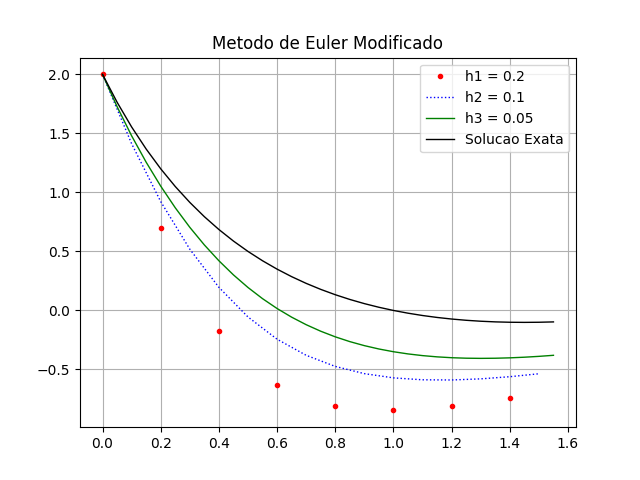 Metodo de Euler Modificado
h1 = 0.2
h2 = 0.1
h3 = 0.05
Solucao Exata
2.0
1.5
1.0
0.5
0.0
−0.5
0.0 0.2 0.4 0.6 0.8 1.0 1.2 1.4 1.6